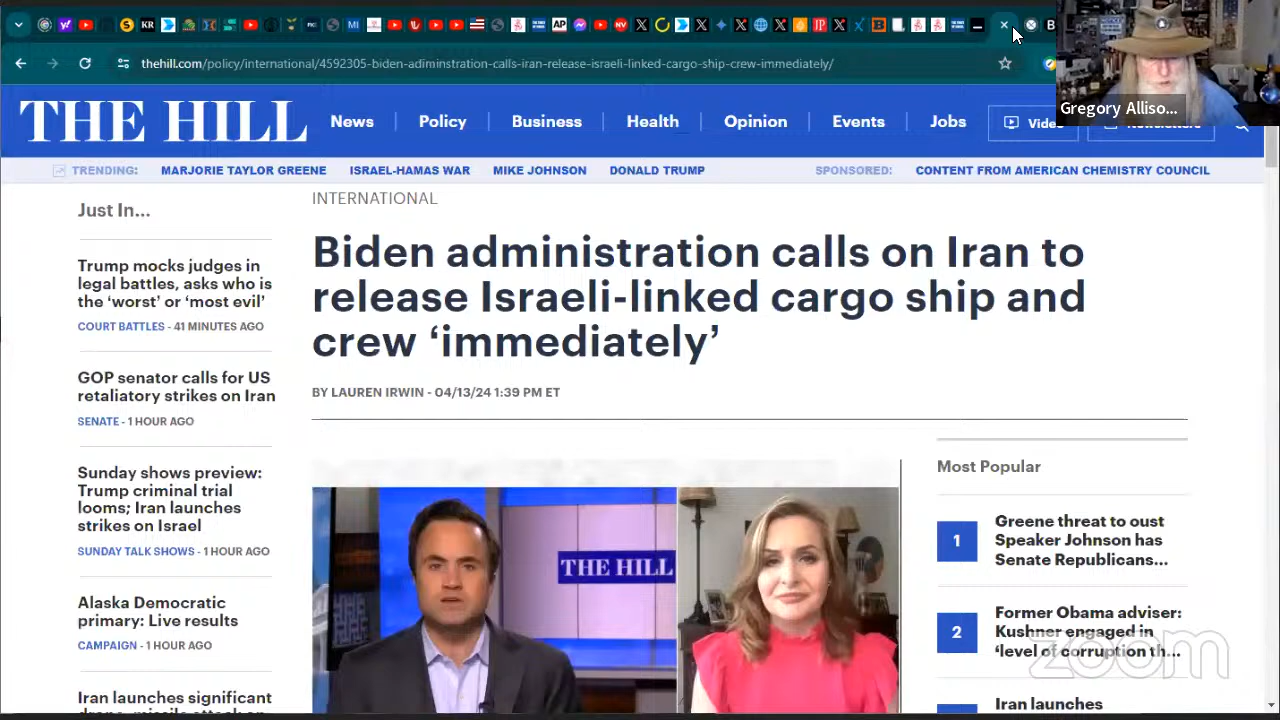 thehill.com/policy/international/4592305-biden-adiminstration-calls-iran-release-israeli-linked-cargo-ship-crew-immediately/
Gregory Alliso...
THE HILL
News
Policy
Business
Health
Opinion
Events
Jobs
TRENDING:
MARJORIE TAYLOR GREENE
ISRAEL-HAMAS WAR
MIKE JOHNSON
DONALD TRUMP
SPONSORED:
CONTENT FROM AMERICAN CHEMISTRY COUNCIL
Just In...
Trump mocks judges in
legal battles, asks who is
the ‘worst’ or ‘most evil’
COURT BATTLES - 41 MINUTES AGO
GOP senator calls for US
retaliatory strikes on Iran
SENATE - 1 HOUR AGO
Sunday shows preview:
Trump criminal trial
looms; Iran launches
strikes on Israel
SUNDAY TALK SHOWS - 1 HOUR AGO
Alaska Democratic
primary: Live results
CAMPAIGN - 1 HOUR AGO
Iran launches significant
INTERNATIONAL
Biden administration calls on Iran to
release Israeli-linked cargo ship and
crew ‘immediately’
BY LAUREN IRWIN - 04/13/24 1:39 PM ET
THE HILL
Most Popular
1
Greene threat to oust
Speaker Johnson has
Senate Republicans...
2
Former Obama adviser:
Kushner engaged in
‘level of corruption th...
Iran launches
zoom